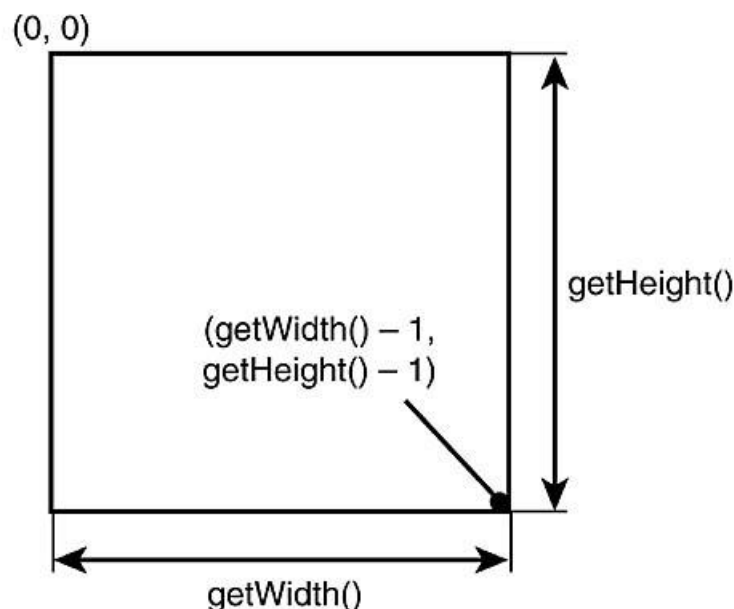 (0, 0)
getHeight()
(getWidth() – 1,
getHeight() – 1)
getWidth()